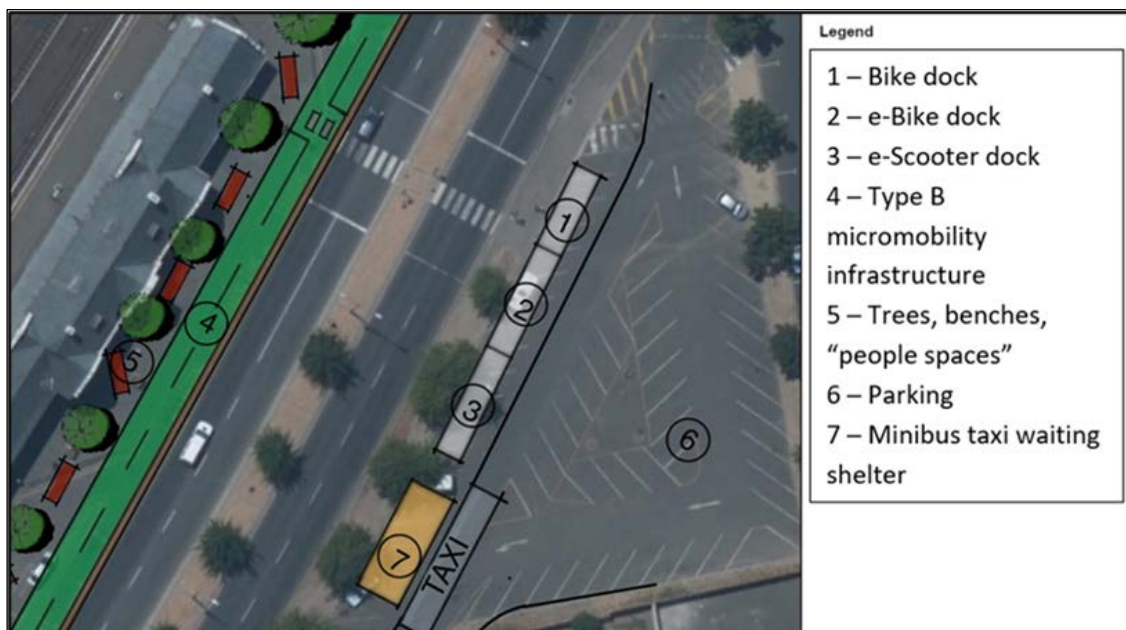 Legend
1 – Bike dock
2 – e-Bike dock
3 – e-Scooter dock
4 – Type B
micromobility
infrastructure
5 – Trees, benches,
“people spaces”
6 – Parking
7 – Minibus taxi waiting
shelter
1
2
4
5
3
6
7
TAXI